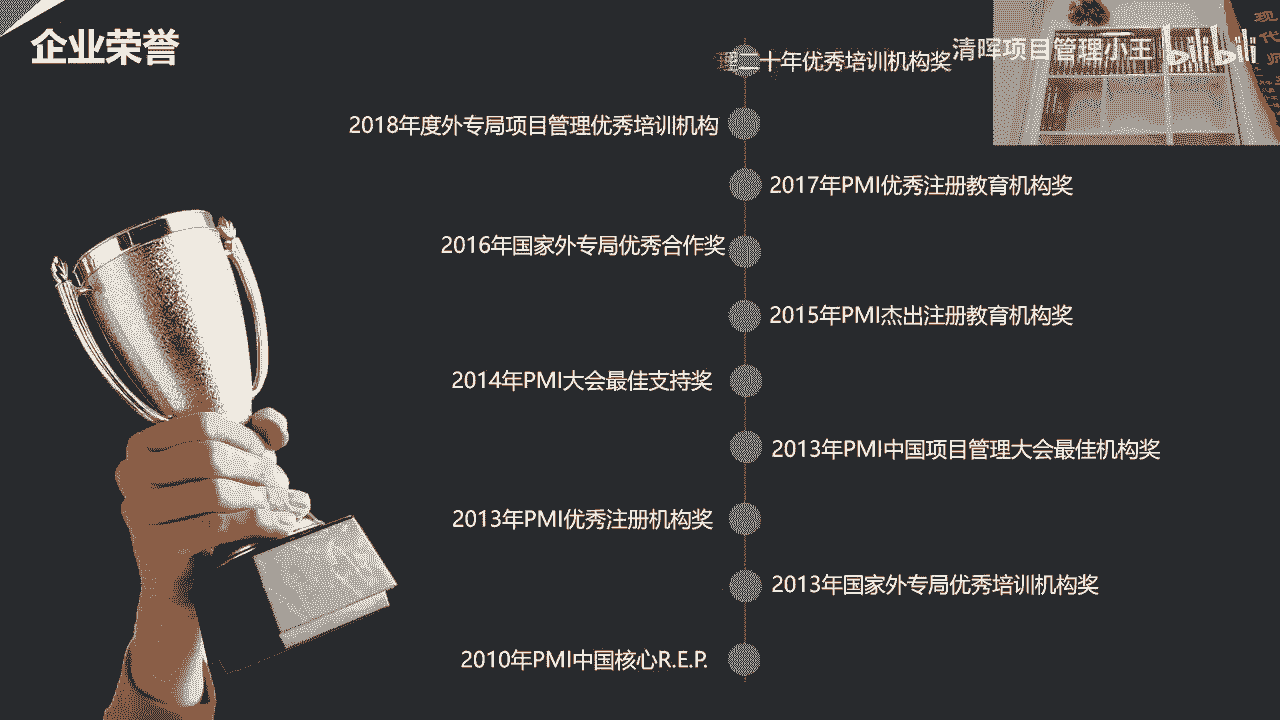 企业荣誉
理二十年优秀培训机构奖
清晖项目管理小王
bilibili
2018年度外专局项目管理优秀培训机构
2017年PMI优秀注册教育机构奖
2016年国家外专局优秀合作奖
2015年PMI杰出注册教育机构奖
2014年PMI大会最佳支持奖
2013年PMI中国项目管理大会最佳机构奖
2013年PMI优秀注册机构奖
2013年国家外专局优秀培训机构奖
2010年PMI中国核心R.E.P.